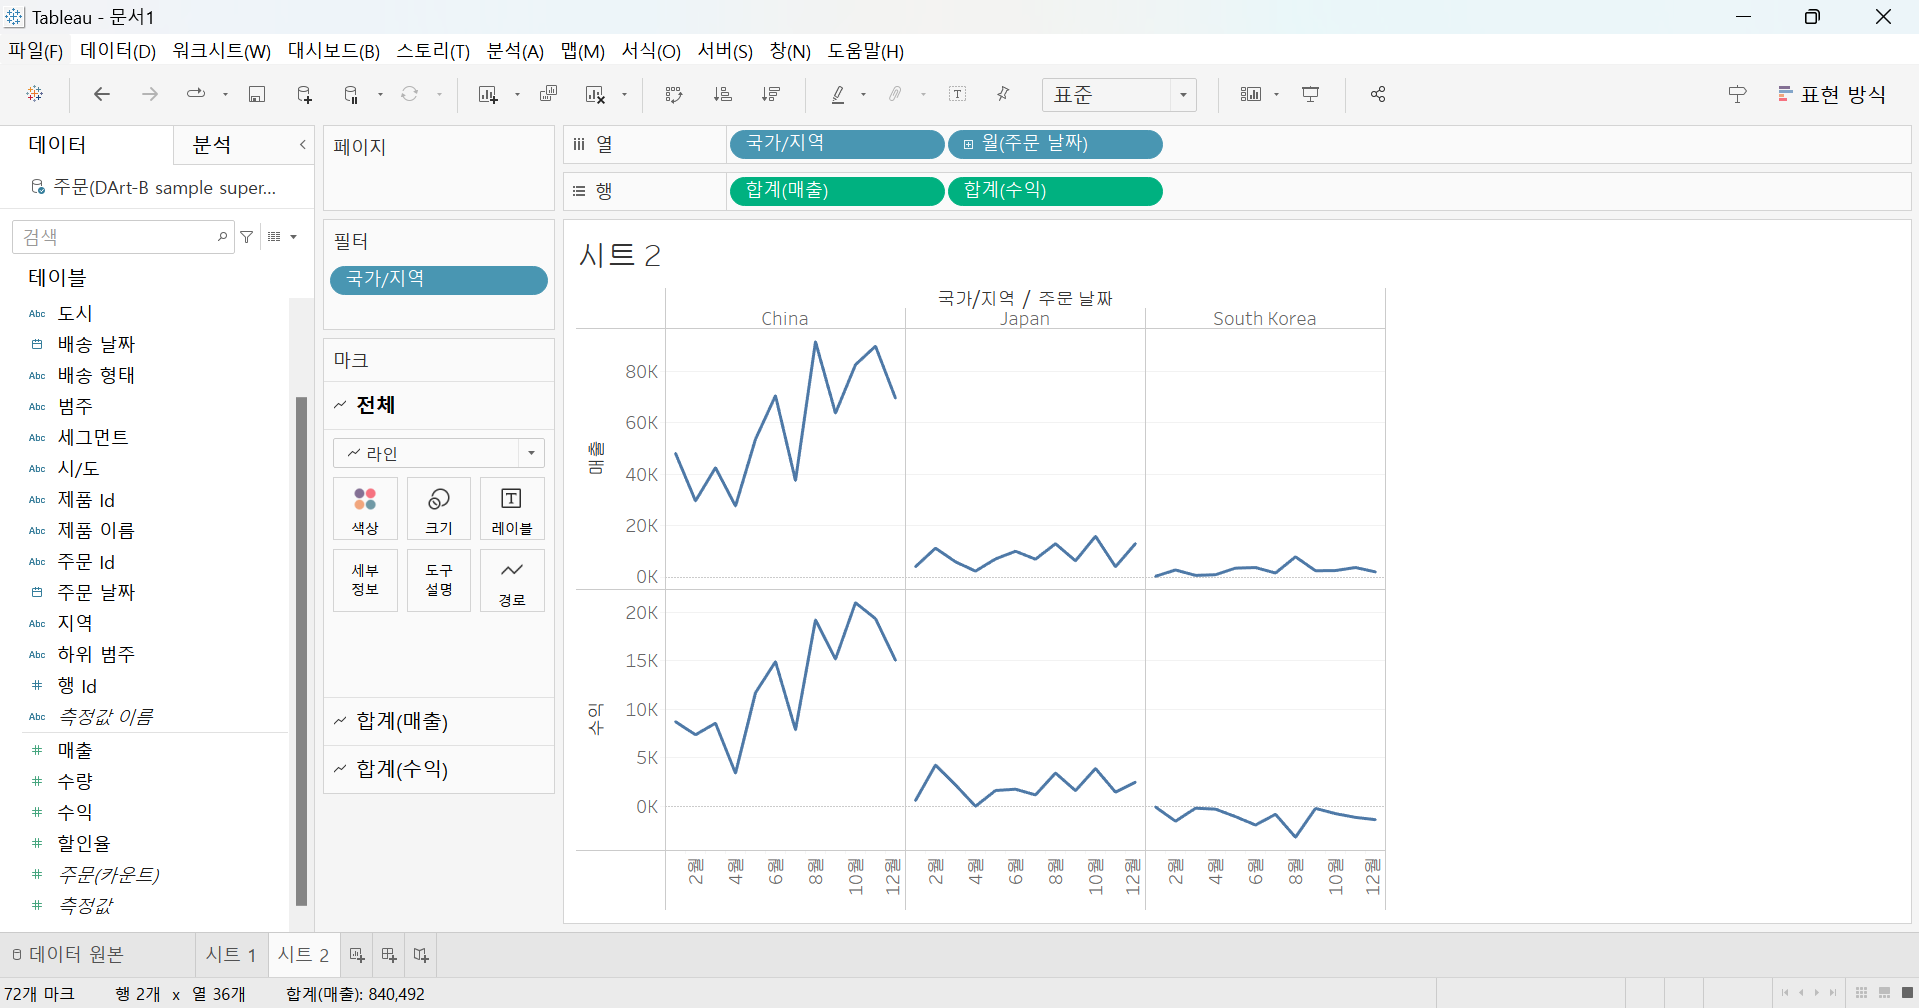 Tableau - 문서1
파일(F) 데이터(D) 워크시트(W) 대시보드(B) 스토리(T) 분석(A) 맵(M) 서식(O) 서버(S) 창(N) 도움말(H)
표준
표현 방식
데이터 분석
주문(DArt-B sample super...
검색
테이블
Abc 도시
배송 날짜
Abc 배송 형태
Abc 범주
Abc 세그먼트
Abc 시/도
Abc 제품 Id
Abc 제품 이름
Abc 주문 Id
주문 날짜
Abc 지역
Abc 하위 범주
# 행 Id
Abc 측정값 이름
# 매출
# 수량
# 수익
# 할인율
# 주문(카운트)
# 측정값
페이지
필터
국가/지역
마크
전체
라인
색상 크기 레이블
세부 정보
도구 설명
경로
합계(매출)
합계(수익)
열 국가/지역 월(주문 날짜)
행 합계(매출) 합계(수익)
시트 2
국가/지역 / 주문 날짜
China Japan South Korea
매출
80K
60K
40K
20K
0K
수익
20K
15K
10K
5K
0K
2월 4월 6월 8월 10월 12월 2월 4월 6월 8월 10월 12월 2월 4월 6월 8월 10월 12월
데이터 원본 시트 1 시트 2
72개 마크 행 2개 x 열 36개 합계(매출): 840,492